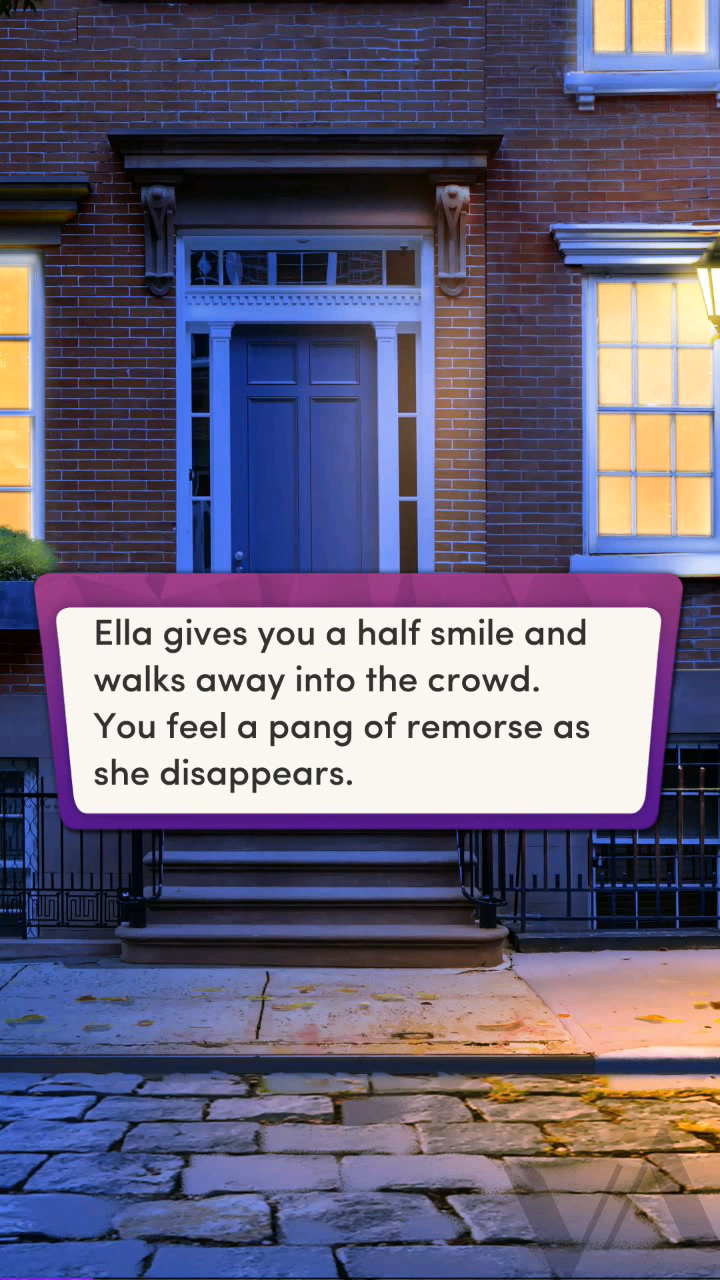 Ella gives you a half smile and
walks away into the crowd.
You feel a pang of remorse as
she disappears.